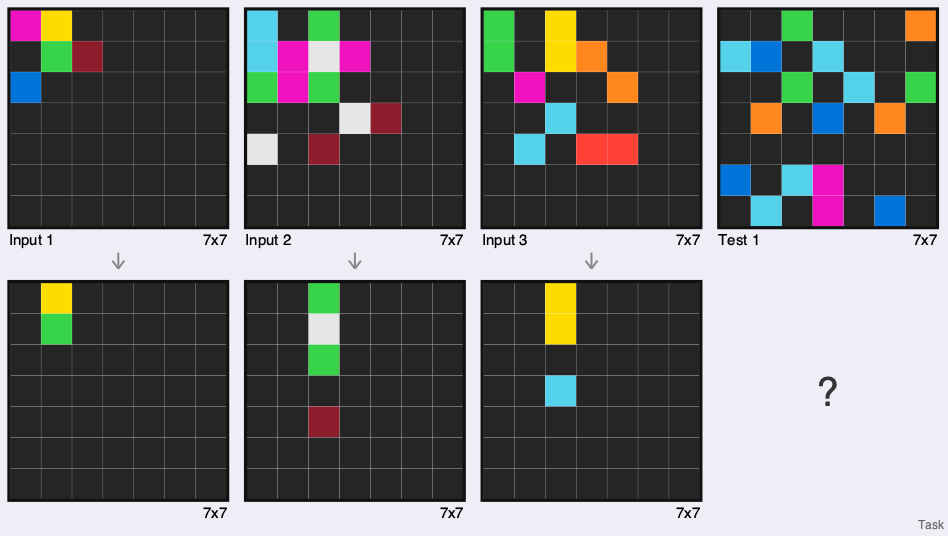 Input 1 7x7
Input 2 7x7
Input 3 7x7
Test 1 7x7
7x7
7x7
7x7
?
Task